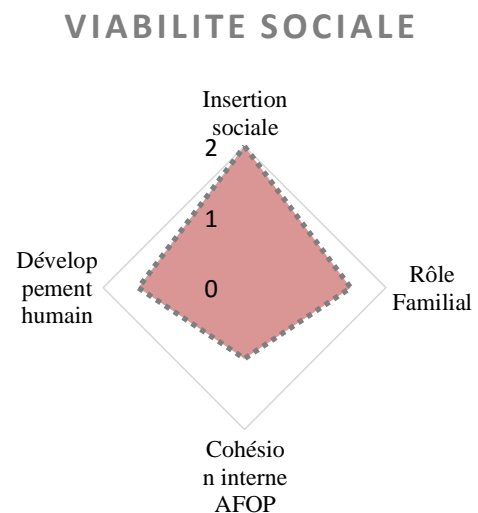 VIABILITE SOCIALE
Insertion
sociale
2
1
0
Dévelop
pement
humain
Rôle
Familial
Cohésio
n interne
AFOP